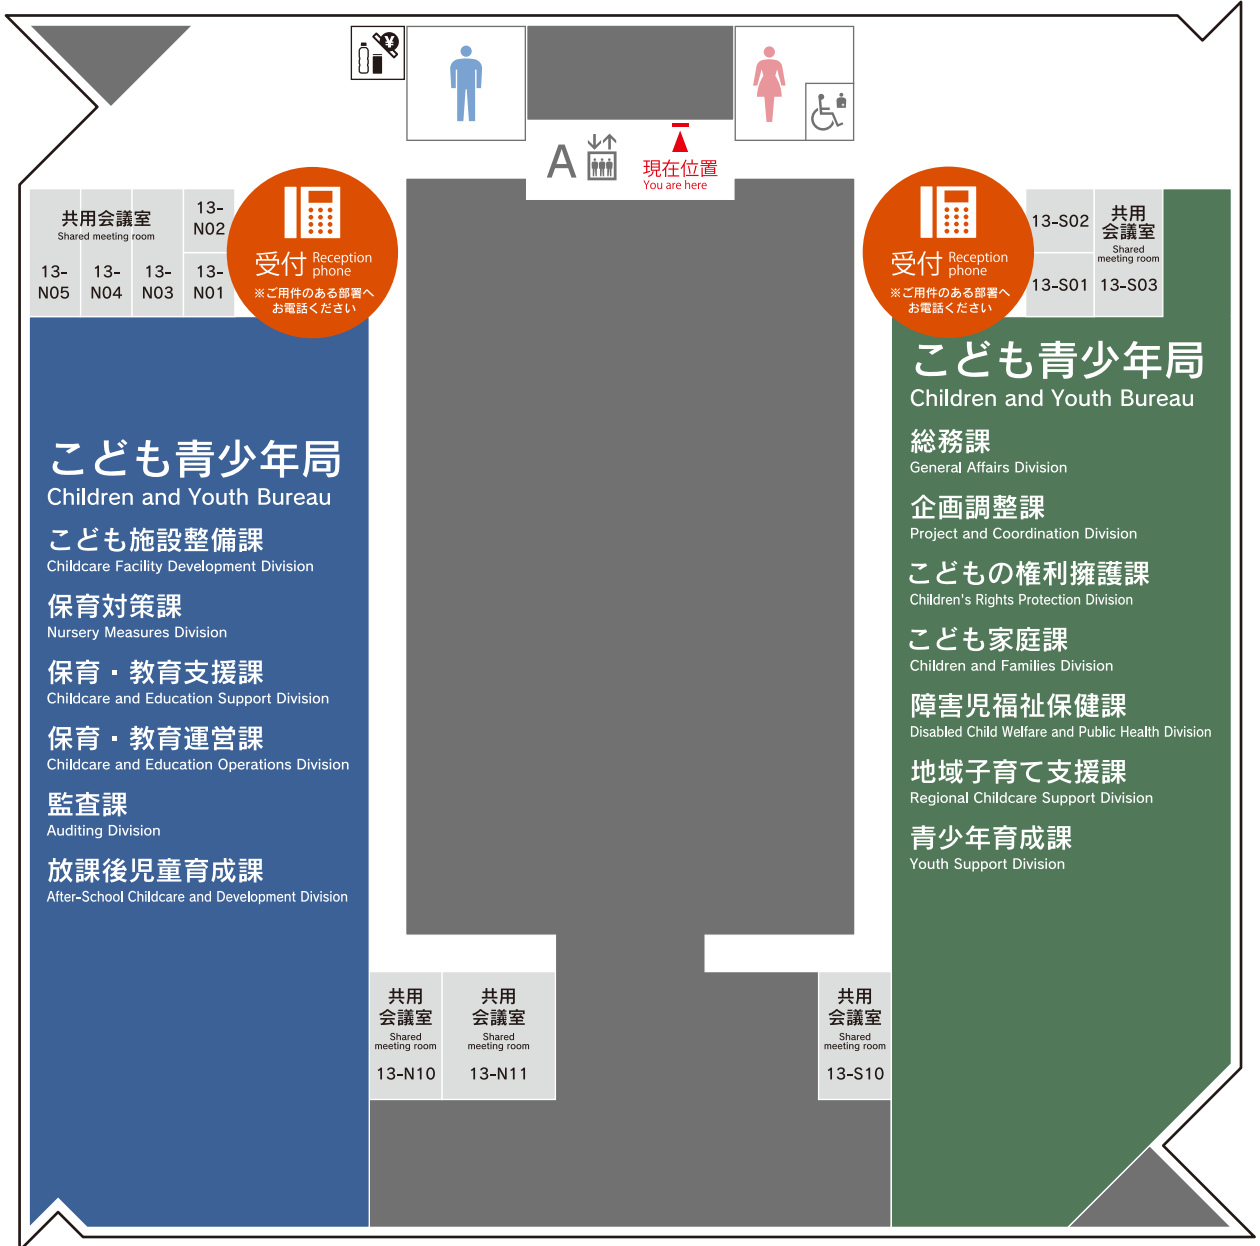 ¥
A
現在位置
You are here
共用会議室
Shared meeting room
13-
N02
13-
N05
13-
N04
13-
N03
13-
N01
受付 Reception
phone
※ご用件のある部署へ
お電話ください
受付 Reception
phone
※ご用件のある部署へ
お電話ください
13-S02
13-S01
共用
会議室
Shared
meeting room
13-S03
こども青少年局
Children and Youth Bureau
こども施設整備課
Childcare Facility Development Division
保育対策課
Nursery Measures Division
保育・教育支援課
Childcare and Education Support Division
保育・教育運営課
Childcare and Education Operations Division
監査課
Auditing Division
放課後児童育成課
After-School Childcare and Development Division
こども青少年局
Children and Youth Bureau
総務課
General Affairs Division
企画調整課
Project and Coordination Division
こどもの権利擁護課
Children's Rights Protection Division
こども家庭課
Children and Families Division
障害児福祉保健課
Disabled Child Welfare and Public Health Division
地域子育て支援課
Regional Childcare Support Division
青少年育成課
Youth Support Division
共用
会議室
Shared
meeting room
13-N10
共用
会議室
Shared
meeting room
13-N11
共用
会議室
Shared
meeting room
13-S10